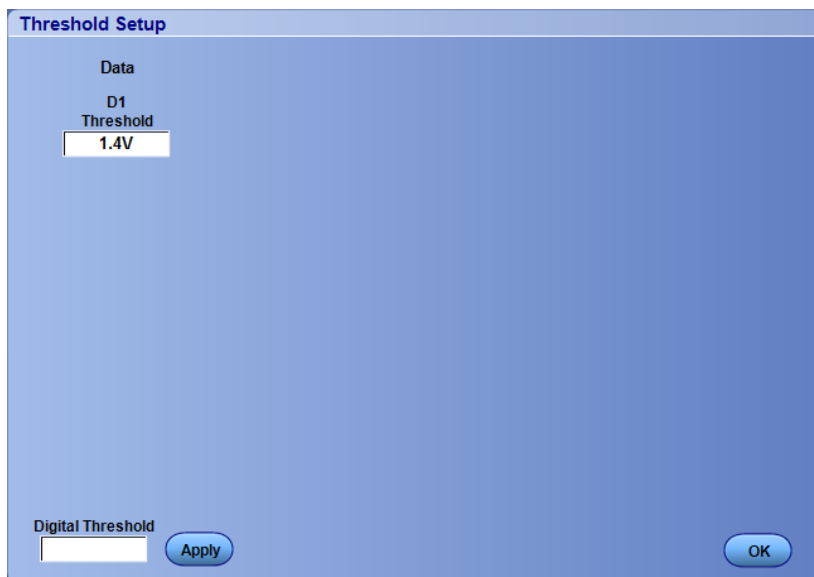 Threshold Setup
Data
D1
Threshold
1.4V
Digital Threshold
Apply
OK